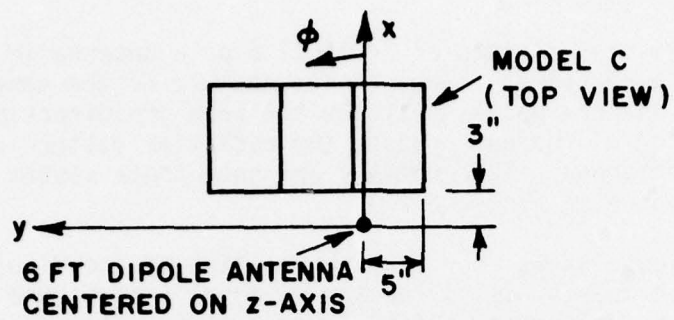 ϕ
x
MODEL C
(TOP VIEW)
3"
y
6 FT DIPOLE ANTENNA
CENTERED ON z-AXIS
5"